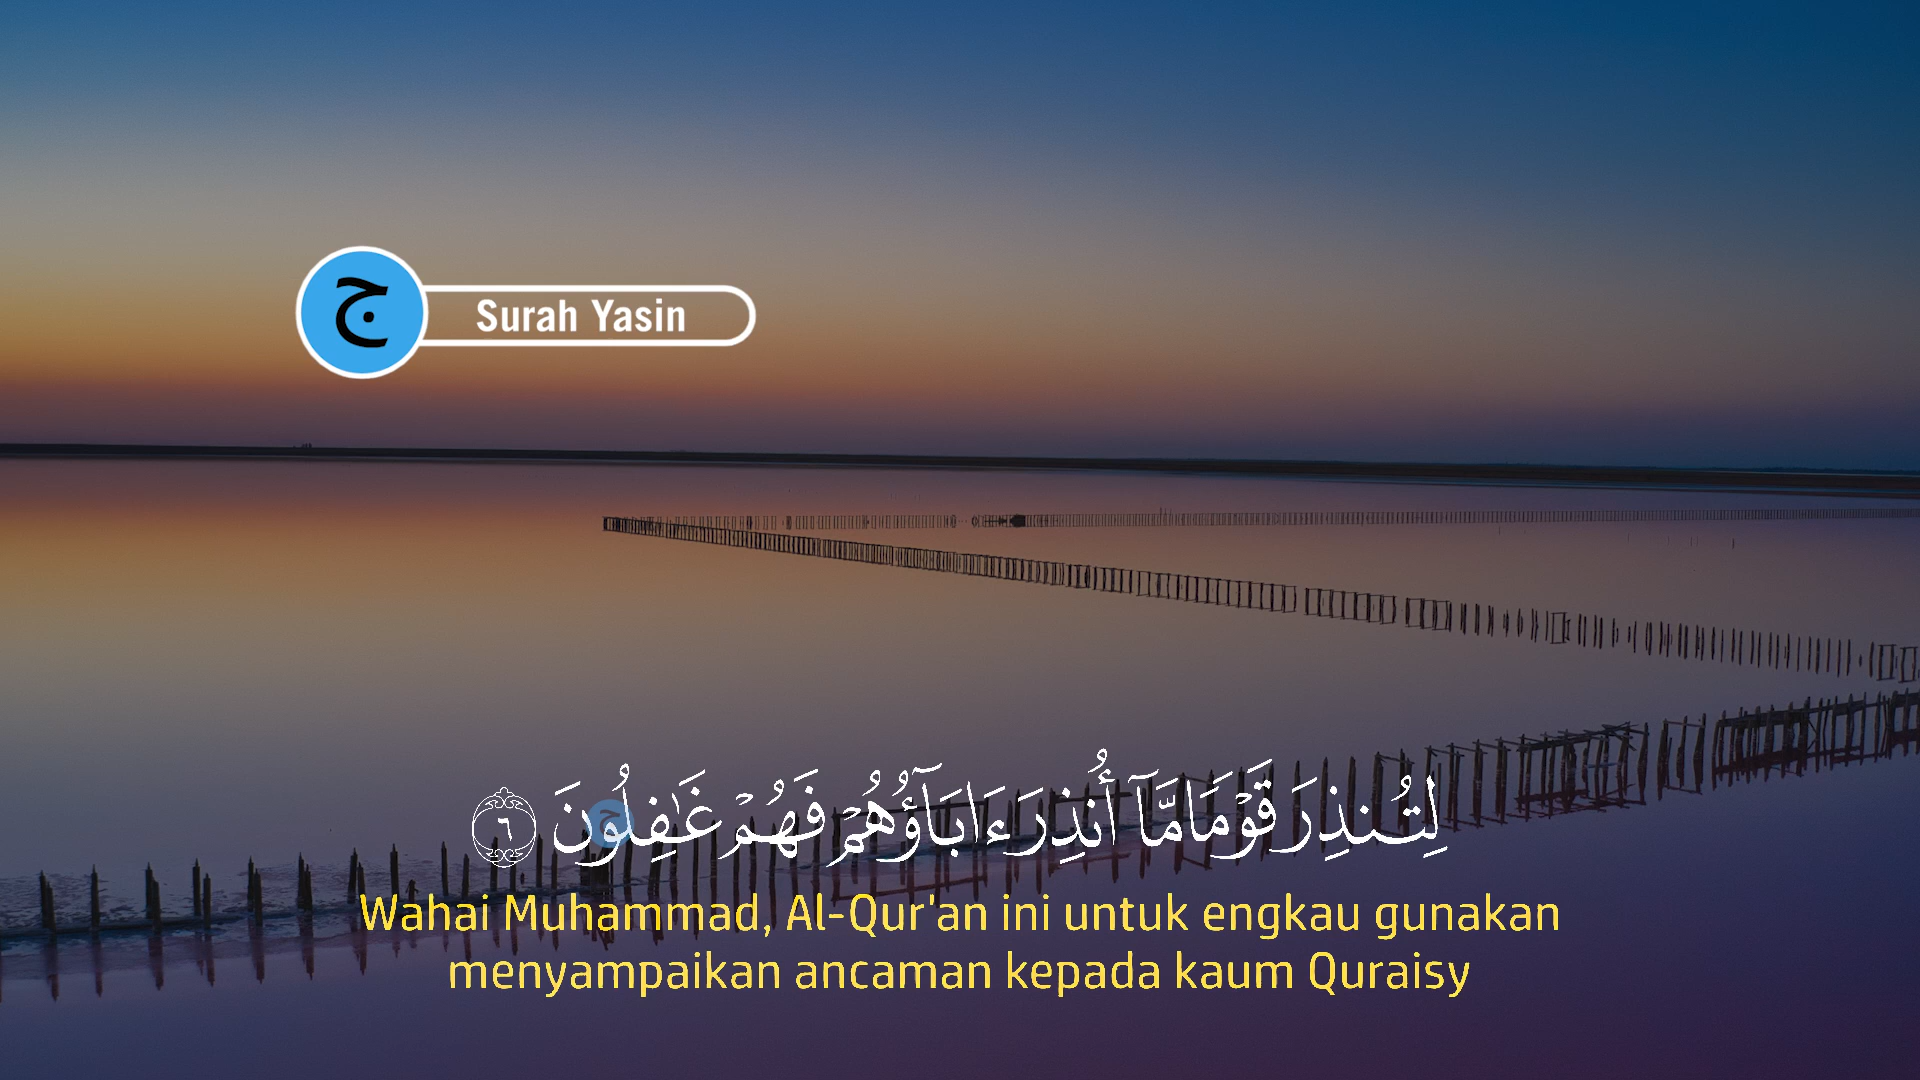 ج
Surah Yasin
لِتُنذِرَ قَوْمًا مَّآ أُنذِرَ ءَابَآؤُهُمْ فَهُمْ غَٰفِلُونَ ٦
ج
Wahai Muhammad, Al-Qur'an ini untuk engkau gunakan
menyampaikan ancaman kepada kaum Quraisy